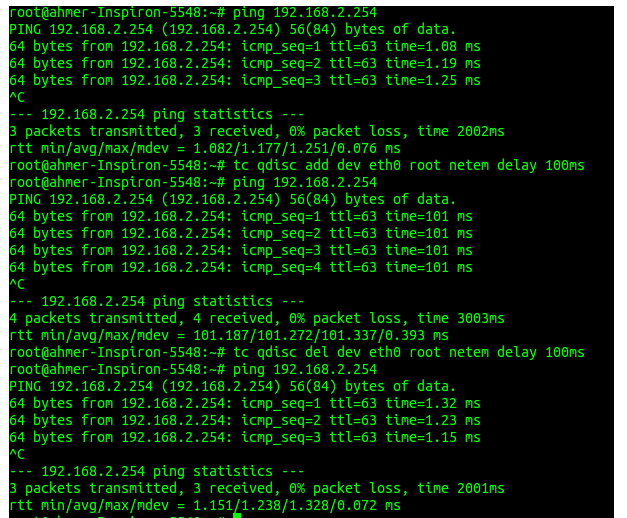 root@ahmer-Inspiron-5548:~# ping 192.168.2.254
PING 192.168.2.254 (192.168.2.254) 56(84) bytes of data.
64 bytes from 192.168.2.254: icmp_seq=1 ttl=63 time=1.08 ms
64 bytes from 192.168.2.254: icmp_seq=2 ttl=63 time=1.19 ms
64 bytes from 192.168.2.254: icmp_seq=3 ttl=63 time=1.25 ms
^C
--- 192.168.2.254 ping statistics ---
3 packets transmitted, 3 received, 0% packet loss, time 2002ms
rtt min/avg/max/mdev = 1.082/1.177/1.251/0.076 ms
root@ahmer-Inspiron-5548:~# tc qdisc add dev eth0 root netem delay 100ms
root@ahmer-Inspiron-5548:~# ping 192.168.2.254
PING 192.168.2.254 (192.168.2.254) 56(84) bytes of data.
64 bytes from 192.168.2.254: icmp_seq=1 ttl=63 time=101 ms
64 bytes from 192.168.2.254: icmp_seq=2 ttl=63 time=101 ms
64 bytes from 192.168.2.254: icmp_seq=3 ttl=63 time=101 ms
64 bytes from 192.168.2.254: icmp_seq=4 ttl=63 time=101 ms
^C
--- 192.168.2.254 ping statistics ---
4 packets transmitted, 4 received, 0% packet loss, time 3003ms
rtt min/avg/max/mdev = 101.187/101.272/101.337/0.393 ms
root@ahmer-Inspiron-5548:~# tc qdisc del dev eth0 root netem delay 100ms
root@ahmer-Inspiron-5548:~# ping 192.168.2.254
PING 192.168.2.254 (192.168.2.254) 56(84) bytes of data.
64 bytes from 192.168.2.254: icmp_seq=1 ttl=63 time=1.32 ms
64 bytes from 192.168.2.254: icmp_seq=2 ttl=63 time=1.23 ms
64 bytes from 192.168.2.254: icmp_seq=3 ttl=63 time=1.15 ms
^C
--- 192.168.2.254 ping statistics ---
3 packets transmitted, 3 received, 0% packet loss, time 2001ms
rtt min/avg/max/mdev = 1.151/1.238/1.328/0.072 ms